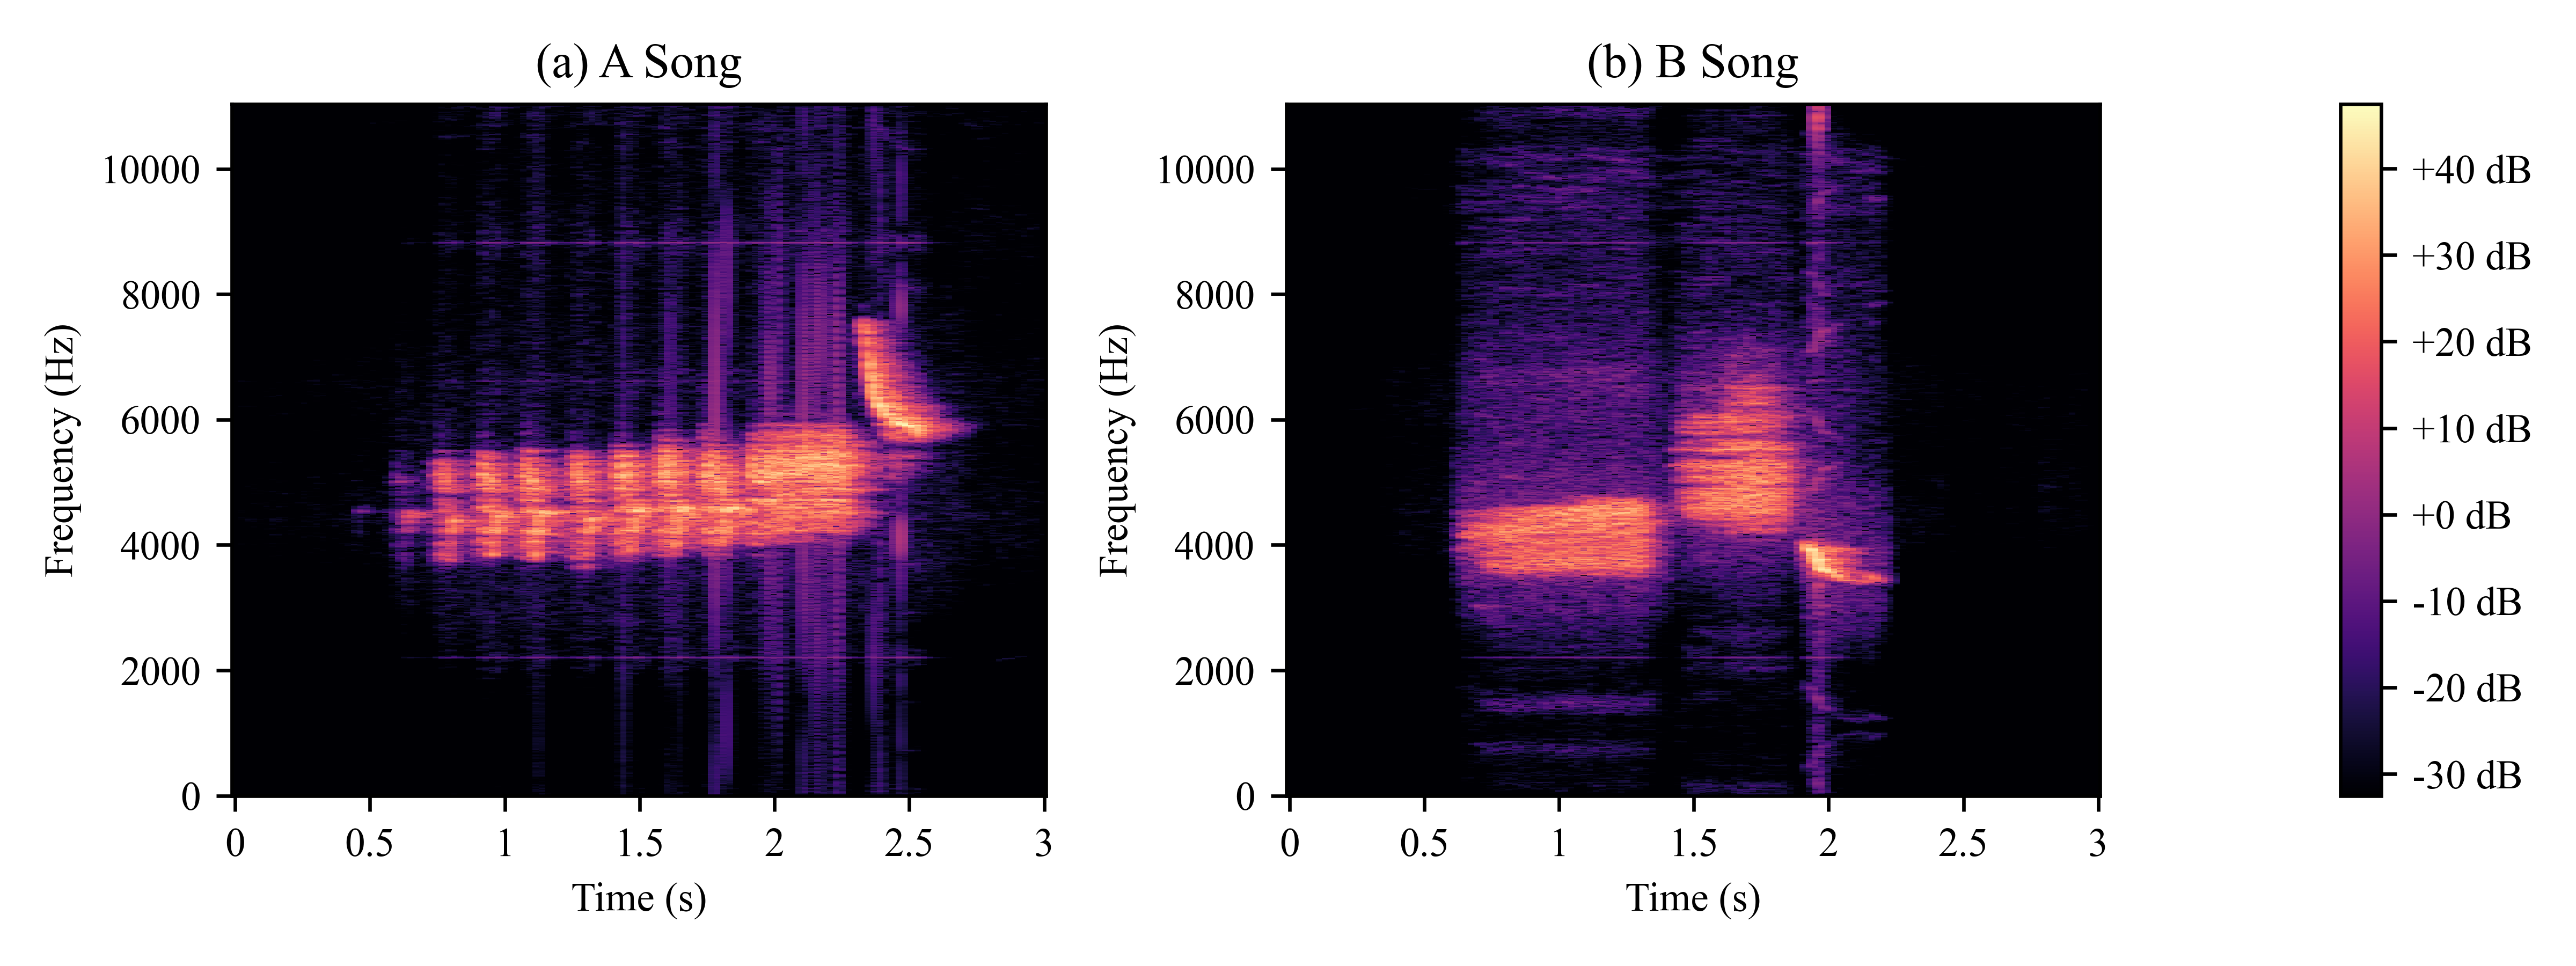 (a) A Song
Frequency (Hz)
10000
8000
6000
4000
2000
0
0 0.5 1 1.5 2 2.5 3
Time (s)
(b) B Song
Frequency (Hz)
10000
8000
6000
4000
2000
0
0 0.5 1 1.5 2 2.5 3
Time (s)
+40 dB
+30 dB
+20 dB
+10 dB
+0 dB
-10 dB
-20 dB
-30 dB